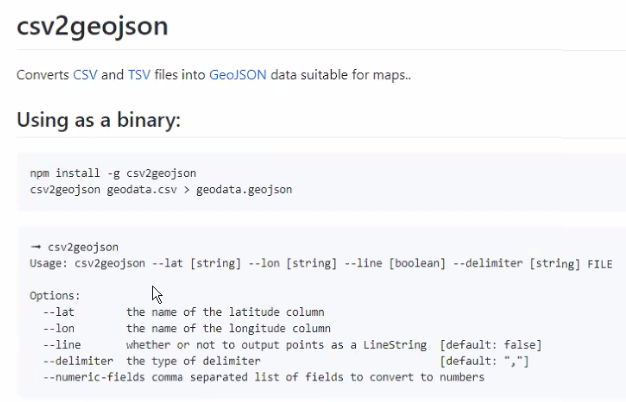 csv2geojson
Converts CSV and TSV files into GeoJSON data suitable for maps..
Using as a binary:
npm install -g csv2geojson
csv2geojson geodata.csv > geodata.geojson
→ csv2geojson
Usage: csv2geojson --lat [string] --lon [string] --line [boolean] --delimiter [string] FILE
Options:
--lat the name of the latitude column
--lon the name of the longitude column
--line whether or not to output points as a LineString [default: false]
--delimiter the type of delimiter [default: ","]
--numeric-fields comma separated list of fields to convert to numbers